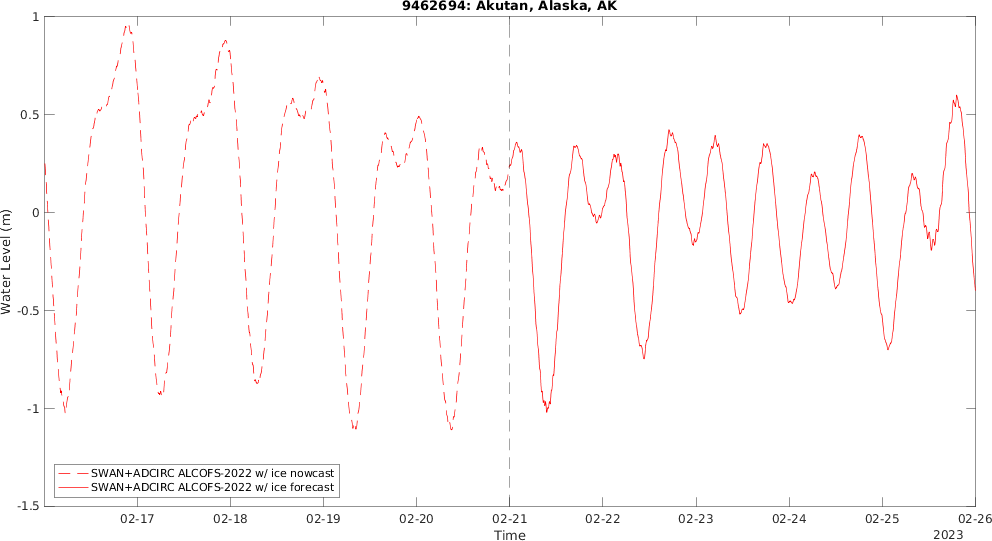 9462694: Akutan, Alaska, AK
Water Level (m)
1
0.5
0
-0.5
-1
-1.5
SWAN+ADCIRC ALCOFS-2022 w/ ice nowcast
SWAN+ADCIRC ALCOFS-2022 w/ ice forecast
02-17 02-18 02-19 02-20 02-21 02-22 02-23 02-24 02-25 02-26
Time
2023